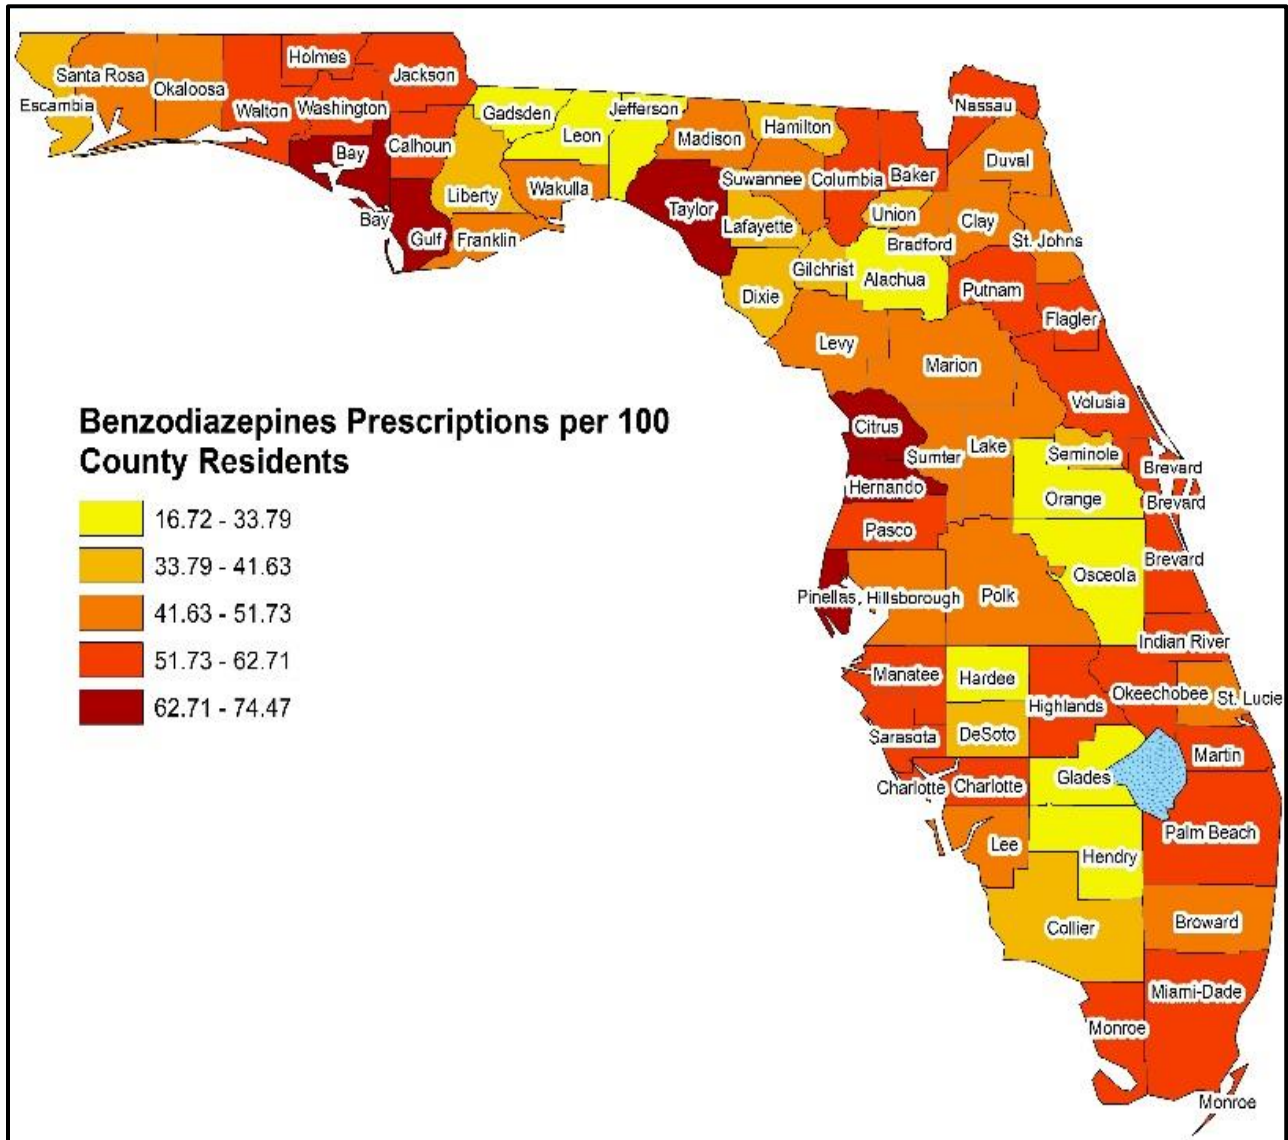 Holmes
Santa Rosa
Jackson
Okaloosa
Escambia
Walton
Washington
Nassau
Gadsden
Jefferson
Leon
Madison
Hamilton
Calhoun
Bay
Duval
Suwannee
Columbia
Baker
Liberty
Wakulla
Taylor
Union
Bay
Lafayette
Clay
Gulf
Franklin
Bradford
St. Johns
Gilchrist
Alachua
Dixie
Putnam
Flagler
Levy
Marion
Volusia
Benzodiazepines Prescriptions per 100
County Residents
Citrus
Lake
Sumter
Seminole
Brevard
Hernando
Orange
Brevard
16.72 - 33.79
Pasco
33.79 - 41.63
Brevard
Osceola
41.63 - 51.73
Pinellas
Hillsborough
Polk
51.73 - 62.71
Indian River
62.71 - 74.47
Manatee
Hardee
Okeechobee
St. Lucie
Highlands
Sarasota
DeSoto
Martin
Glades
Charlotte
Charlotte
Palm Beach
Lee
Hendry
Collier
Broward
Miami-Dade
Monroe
Monroe